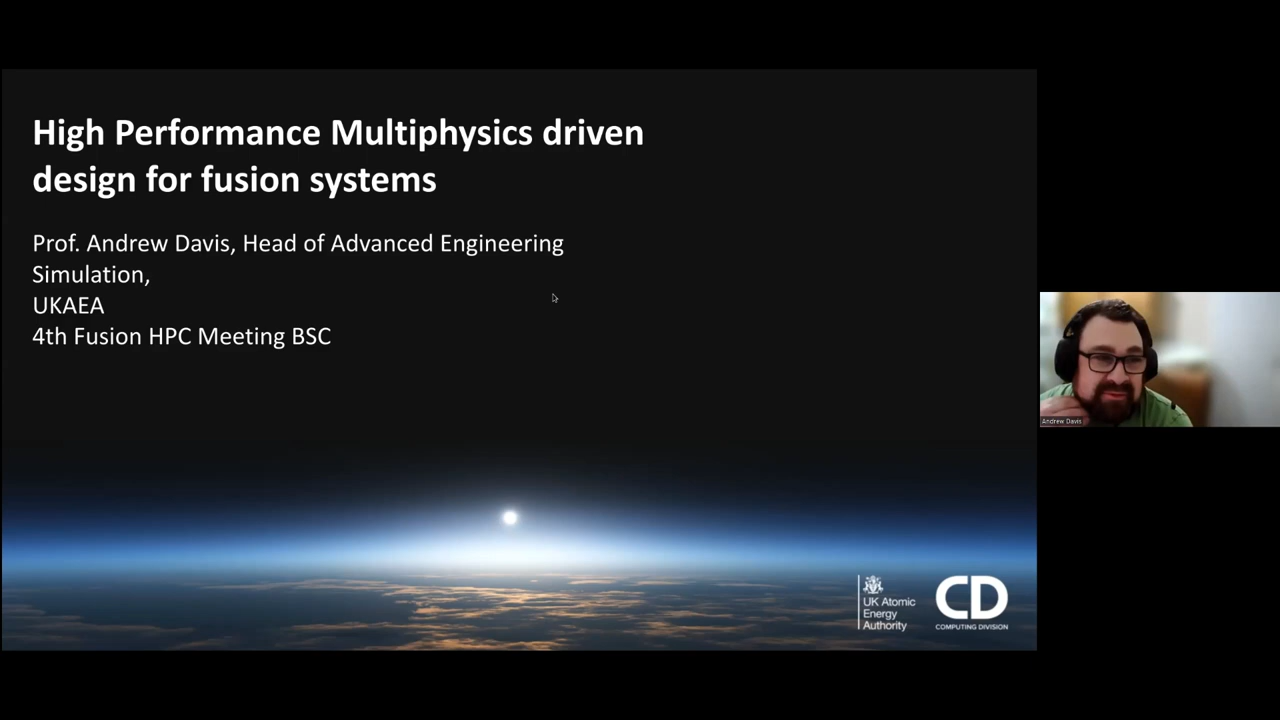 High Performance Multiphysics driven
design for fusion systems
Prof. Andrew Davis, Head of Advanced Engineering
Simulation,
UKAEA
4th Fusion HPC Meeting BSC
UK Atomic
Energy
Authority
CD
COMPUTING DIVISION
Andrew Davis